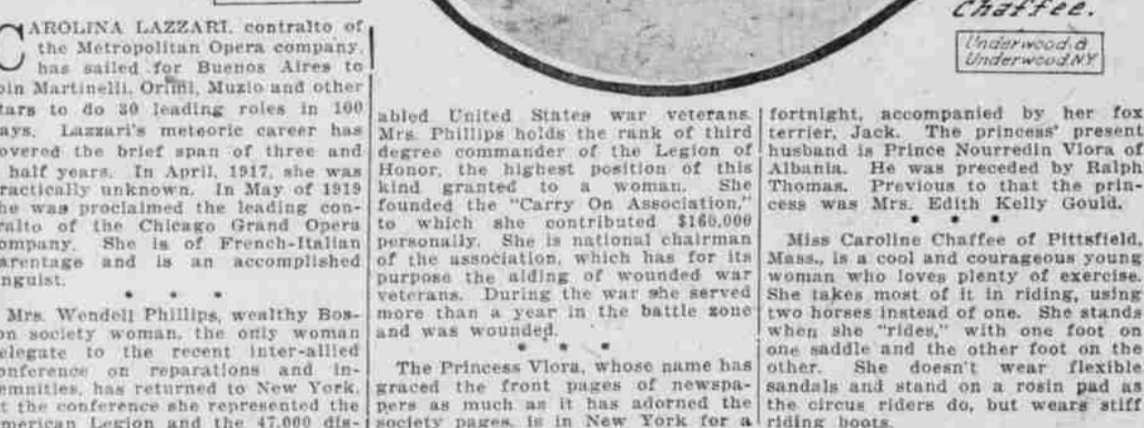 CAROLINA LAZZARI, contralto of
the Metropolitan Opera company,
has sailed for Buenos Aires to
oin Martinelli, Orimi, Muzio and other
tars to do 30 leading roles in 100
ays. Lazzari's meteoric career has
overed the brief span of three and
half years. In April, 1917, she was
ractically unknown. In May of 1919
he was proclaimed the leading con-
ralto of the Chicago Grand Opera
ompany. She is of French-Italian
arentage and is an accomplished
inguist.
* * *
Mrs. Wendell Phillips, wealthy Bos-
on society woman, the only woman
elegate to the recent inter-allied
onference on reparations and in-
emnities, has returned to New York.
t the conference she represented the
merican Legion and the 47,000 dis-
abled United States war veterans.
Mrs. Phillips holds the rank of third
degree commander of the Legion of
Honor, the highest position of this
kind granted to a woman. She
founded the "Carry On Association,"
to which she contributed $160,000
personally. She is national chairman
of the association, which has for its
purpose the aiding of wounded war
veterans. During the war she served
more than a year in the battle zone
and was wounded.
* * *
The Princess Vlora, whose name has
graced the front pages of newspa-
pers as much as it has adorned the
society pages, is in New York for a
Chaffee.
Underwood &
Underwood N.Y.
fortnight, accompanied by her fox
terrier, Jack. The princess' present
husband is Prince Nourredin Vlora of
Albania. He was preceded by Ralph
Thomas. Previous to that the prin-
cess was Mrs. Edith Kelly Gould.
* * *
Miss Caroline Chaffee of Pittsfield,
Mass., is a cool and courageous young
woman who loves plenty of exercise.
She takes most of it in riding, using
two horses instead of one. She stands
when she "rides," with one foot on
one saddle and the other foot on the
other. She doesn't wear flexible
sandals and stand on a rosin pad as
the circus riders do, but wears stiff
riding boots.